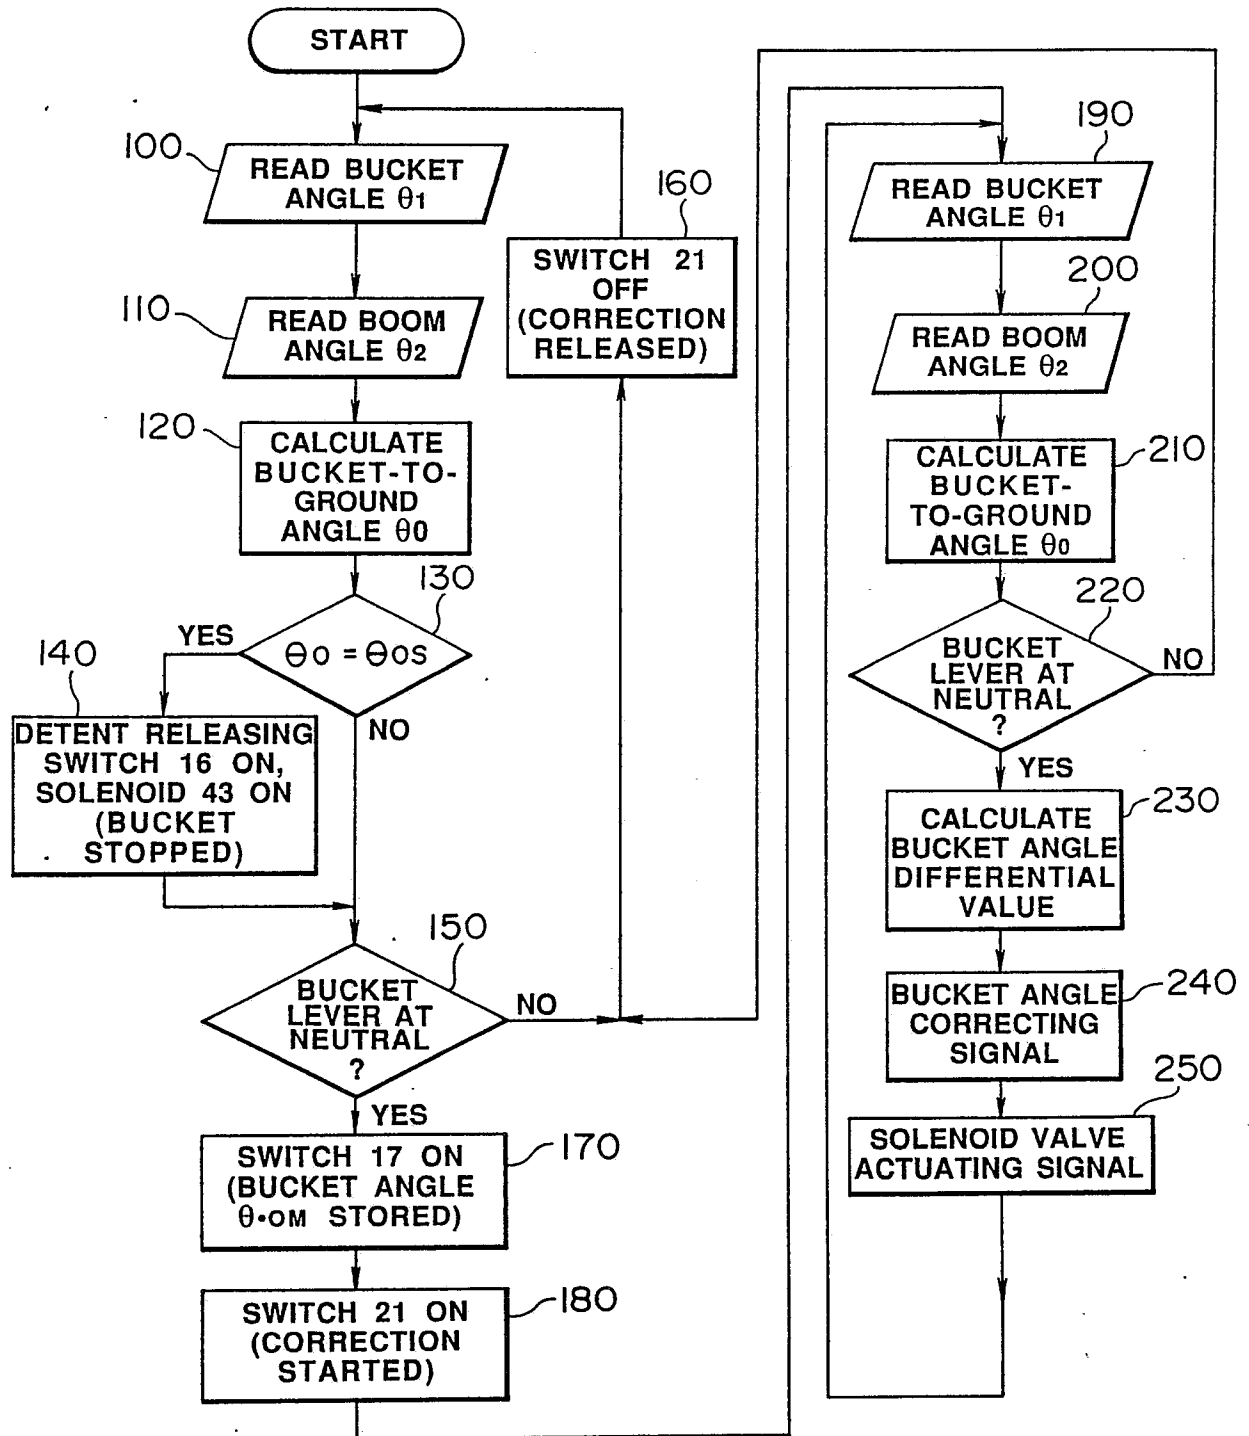 START
100
READ BUCKET
ANGLE θ1
110
READ BOOM
ANGLE θ2
120
CALCULATE
BUCKET-TO-
GROUND
ANGLE θ0
130
θo = θos
YES
NO
140
DETENT RELEASING
SWITCH 16 ON,
SOLENOID 43 ON
(BUCKET
STOPPED)
150
BUCKET
LEVER AT
NEUTRAL
?
NO
YES
160
SWITCH 21
OFF
(CORRECTION
RELEASED)
170
SWITCH 17 ON
(BUCKET ANGLE
θ·OM STORED)
180
SWITCH 21 ON
(CORRECTION
STARTED)
190
READ BUCKET
ANGLE θ1
200
READ BOOM
ANGLE θ2
210
CALCULATE
BUCKET-
TO-GROUND
ANGLE θ0
220
BUCKET
LEVER AT
NEUTRAL
?
NO
YES
230
CALCULATE
BUCKET ANGLE
DIFFERENTIAL
VALUE
240
BUCKET ANGLE
CORRECTING
SIGNAL
250
SOLENOID VALVE
ACTUATING SIGNAL